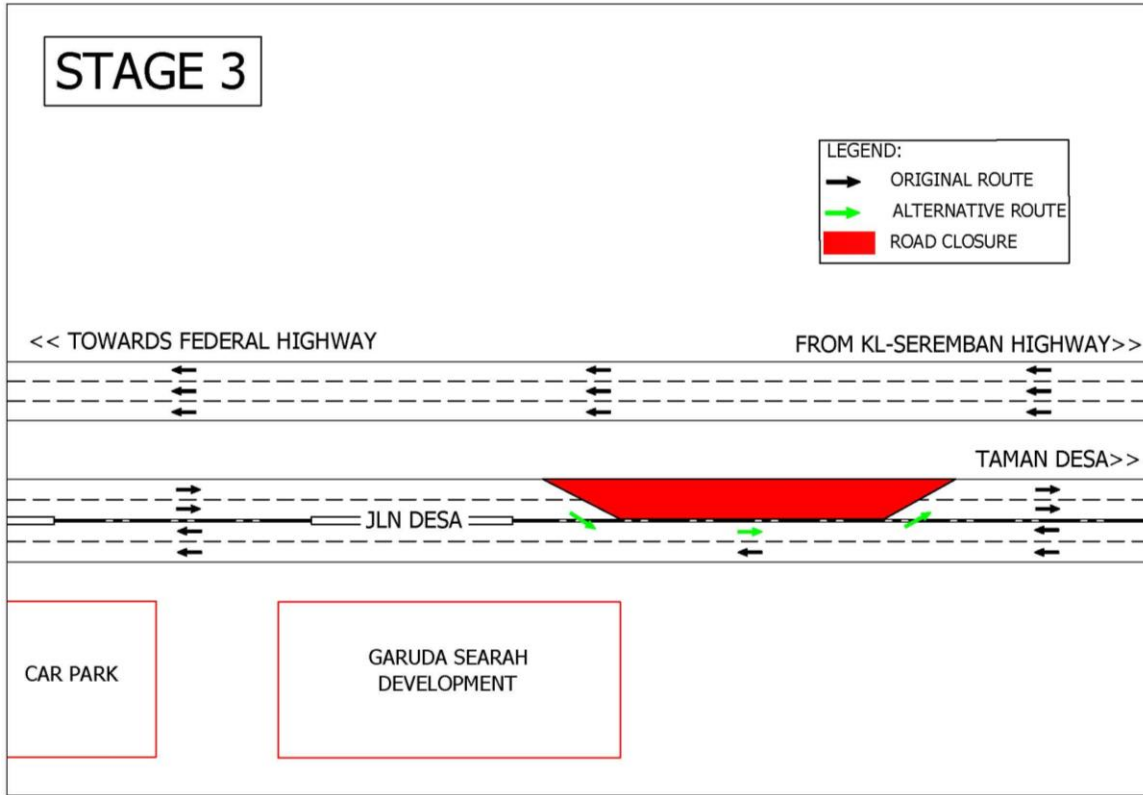 STAGE 3
LEGEND:
ORIGINAL ROUTE
ALTERNATIVE ROUTE
ROAD CLOSURE
<< TOWARDS FEDERAL HIGHWAY
FROM KL-SEREMBAN HIGHWAY>>
TAMAN DESA>>
JLN DESA
CAR PARK
GARUDA SEARAH
DEVELOPMENT